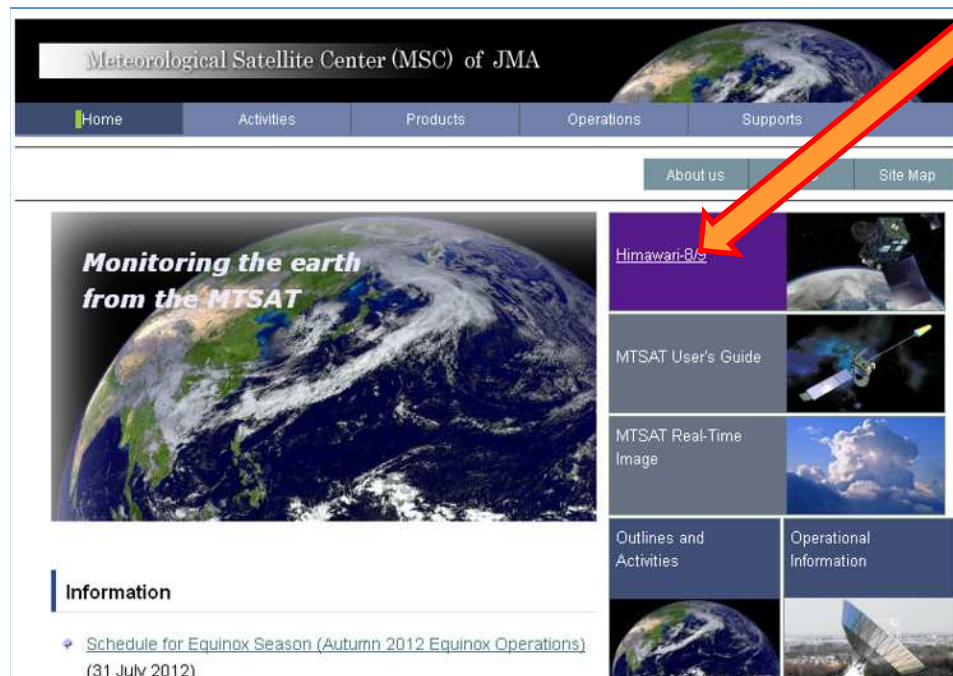 Meteorological Satellite Center (MSC) of JMA
Home Activities Products Operations Supports
About us Site Map
Monitoring the earth
from the MTSAT
Himawari-8/9
MTSAT User's Guide
MTSAT Real-Time
Image
Outlines and
Activities
Operational
Information
Information
Schedule for Equinox Season (Autumn 2012 Equinox Operations)
(31 July 2012)